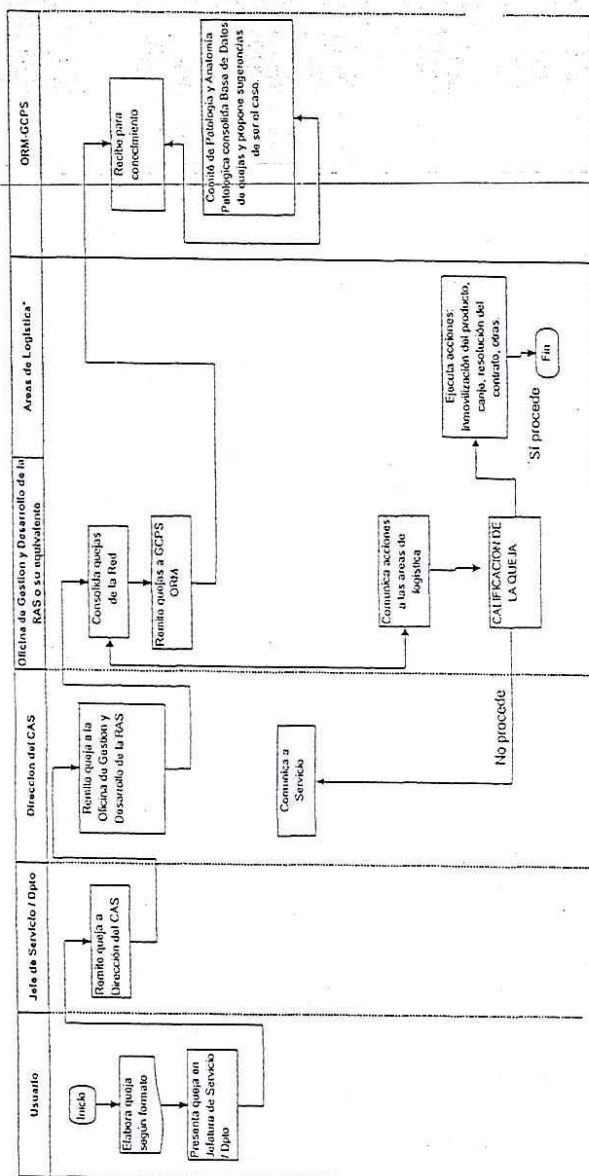 Usuario
Jefe de Servicio / Dpto
Direccion del CAS
Oficina de Gestion y Desarrollo de la
RAS o su equivalente
Areas de Logística*
ORM-GCPS
Inicio
Elabora queja
según formato
Presenta queja en
Jefatura de Servicio
/ Dpto
Remite queja a
Dirección del CAS
Remite queja a la
Oficina de Gestion y
Desarrollo de la RAS
Comunica a
Servicio
Consolida quejas
de la Red
Remite quejas a GCPS
ORM
Comunica acciones
a las areas de
logística
CALIFICACION DE
LA QUEJA
No procede
Sí procede
Ejecuta acciones:
Inmovilización del producto,
canje, resolución del
contrato, otras.
Fin
Recibe para
conocimiento
Comité de Patología y Anatomía
Patologica consolida Base de Datos
de quejas y propone sugerencias
de ser el caso.